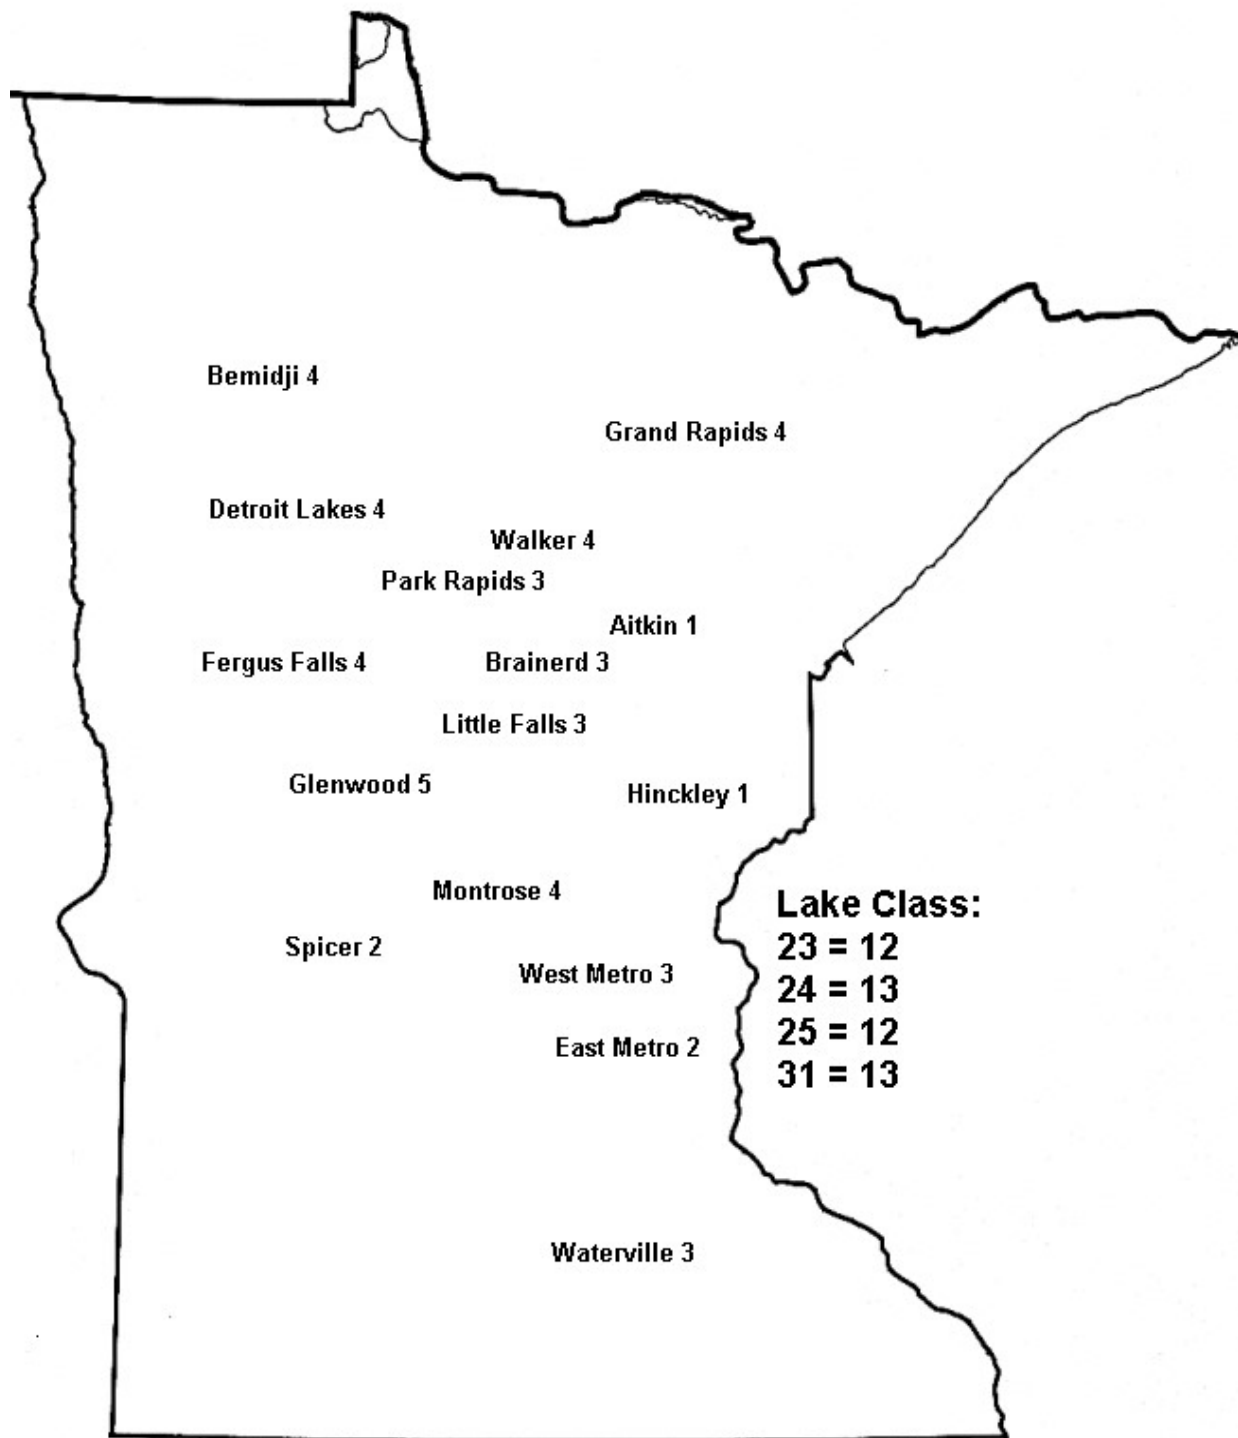 Bemidji 4
Grand Rapids 4
Detroit Lakes 4
Walker 4
Park Rapids 3
Aitkin 1
Fergus Falls 4
Brainerd 3
Little Falls 3
Glenwood 5
Hinckley 1
Montrose 4
Spicer 2
West Metro 3
East Metro 2
Waterville 3
Lake Class:
23 = 12
24 = 13
25 = 12
31 = 13